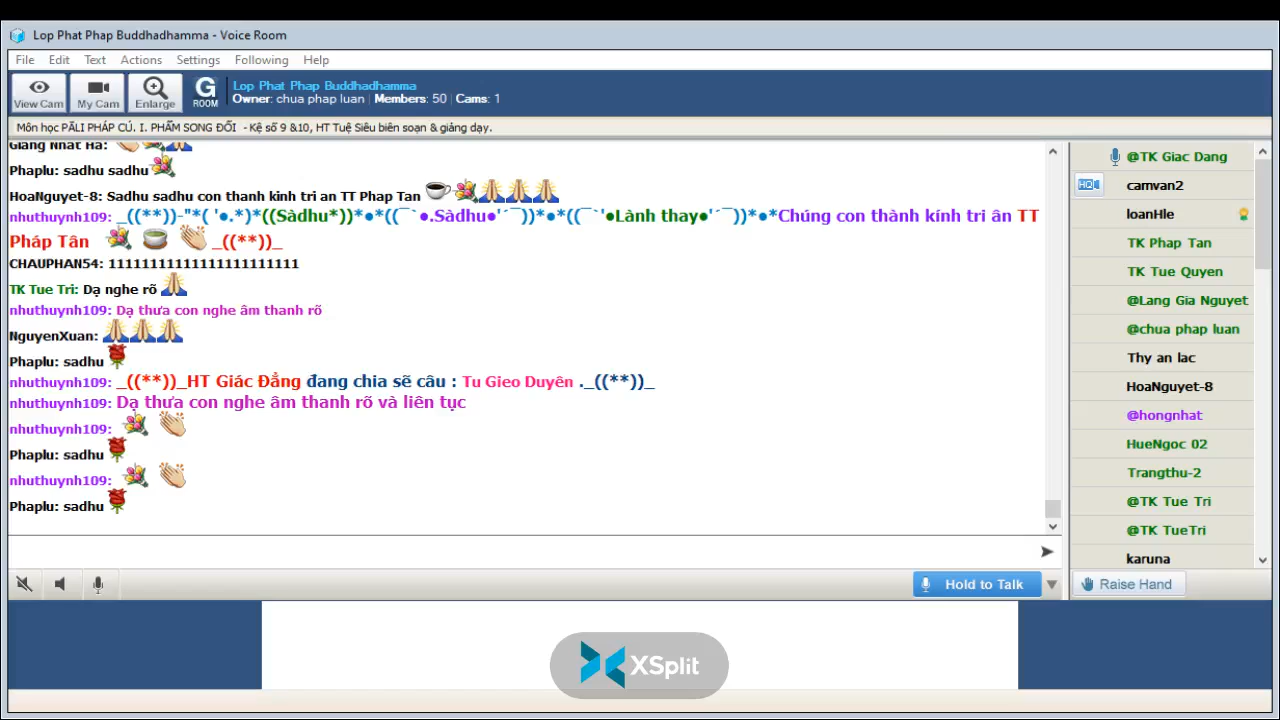 Lop Phat Phap Buddhadhamma - Voice Room
File Edit Text Actions Settings Following Help
View Cam My Cam Enlarge G ROOM
Lop Phat Phap Buddhadhamma
Owner: chua phap luan | Members: 50 | Cams: 1
Môn học PĀLI PHÁP CÚ. I. PHẨM SONG ĐỐI - Kệ số 9 &10, HT Tuệ Siêu biên soạn & giảng dạy.
Giang Nhat Ha:
Phaplu: sadhu sadhu
HoaNguyet-8: Sadhu sadhu con thanh kinh tri an TT Phap Tan
nhuthuynh109: _((**))-"*( '●.*)*((Sàdhu*))*●*((¯`●.Sàdhu●'´¯))*●*((¯`'●Lành thay●'´¯))*●*Chúng con thành kính tri ân TT
Pháp Tân _((**))_
CHAUPHAN54: 11111111111111111111111
TK Tue Tri: Dạ nghe rõ
nhuthuynh109: Dạ thưa con nghe âm thanh rõ
NguyenXuan:
Phaplu: sadhu
nhuthuynh109: _((**))_HT Giác Đẳng đang chia sẽ câu : Tu Gieo Duyên ._((**))_
nhuthuynh109: Dạ thưa con nghe âm thanh rõ và liên tục
nhuthuynh109:
Phaplu: sadhu
nhuthuynh109:
Phaplu: sadhu
Hold to Talk
@TK Giac Dang
HQ camvan2
loanHle
TK Phap Tan
TK Tue Quyen
@Lang Gia Nguyet
@chua phap luan
Thy an lac
HoaNguyet-8
@hongnhat
HueNgoc 02
Trangthu-2
@TK Tue Tri
@TK TueTri
karuna
Raise Hand
XSplit